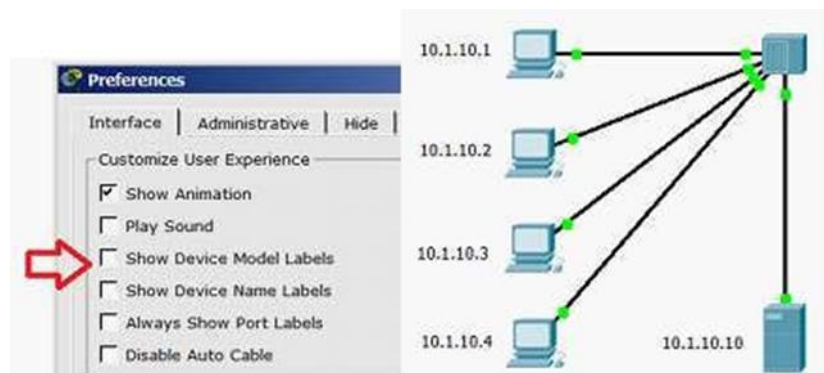 Preferences
Interface | Administrative | Hide |
Customize User Experience
Show Animation
Play Sound
Show Device Model Labels
Show Device Name Labels
Always Show Port Labels
Disable Auto Cable
10.1.10.1
10.1.10.2
10.1.10.3
10.1.10.4
10.1.10.10